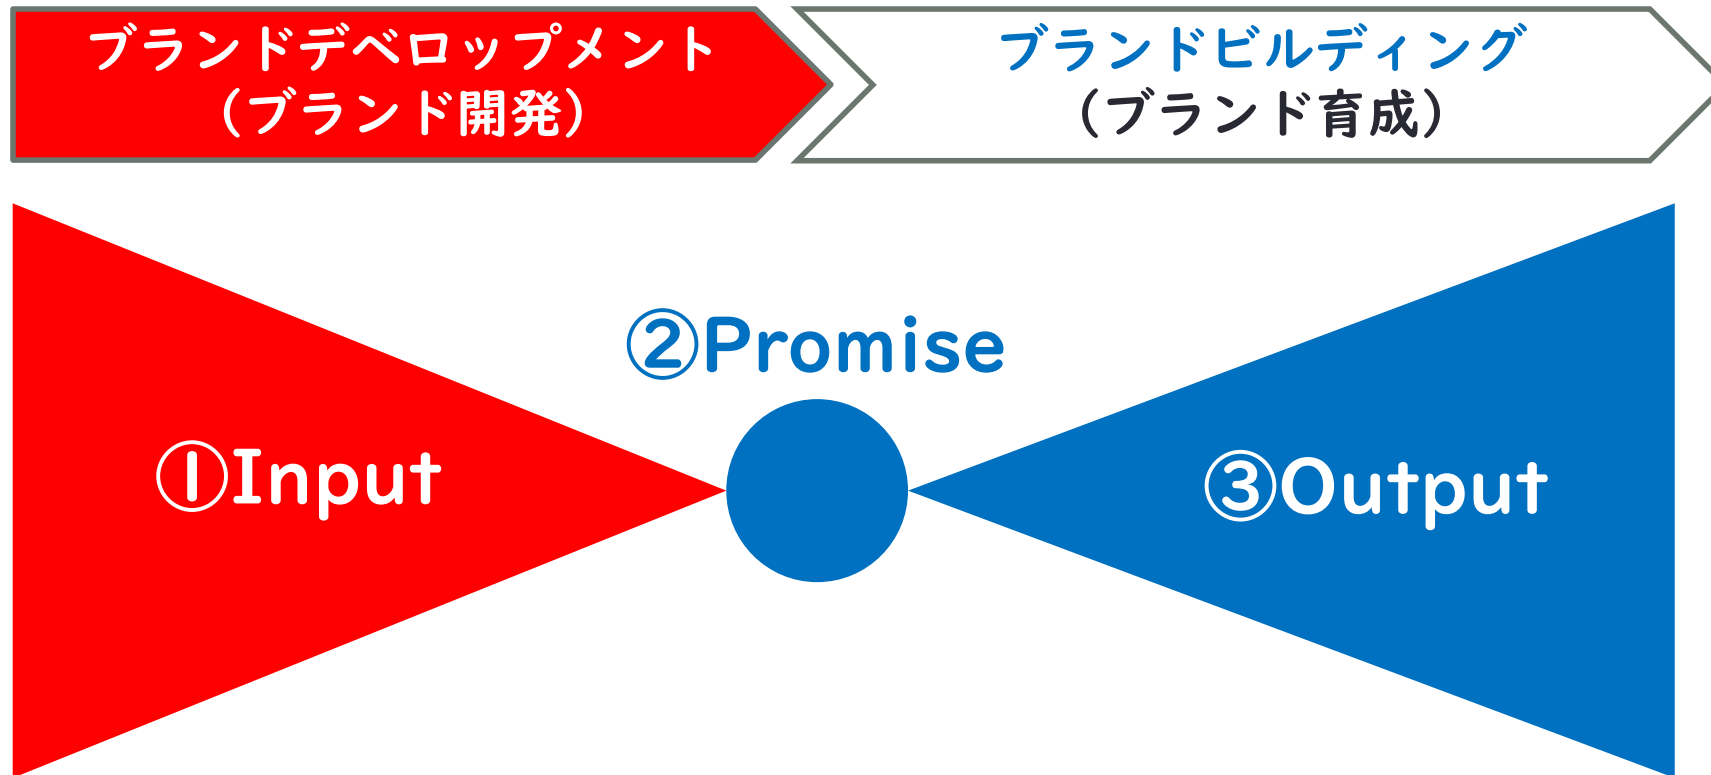 ブランドデベロップメント
（ブランド開発）
ブランドビルディング
（ブランド育成）
②Promise
①Input
③Output